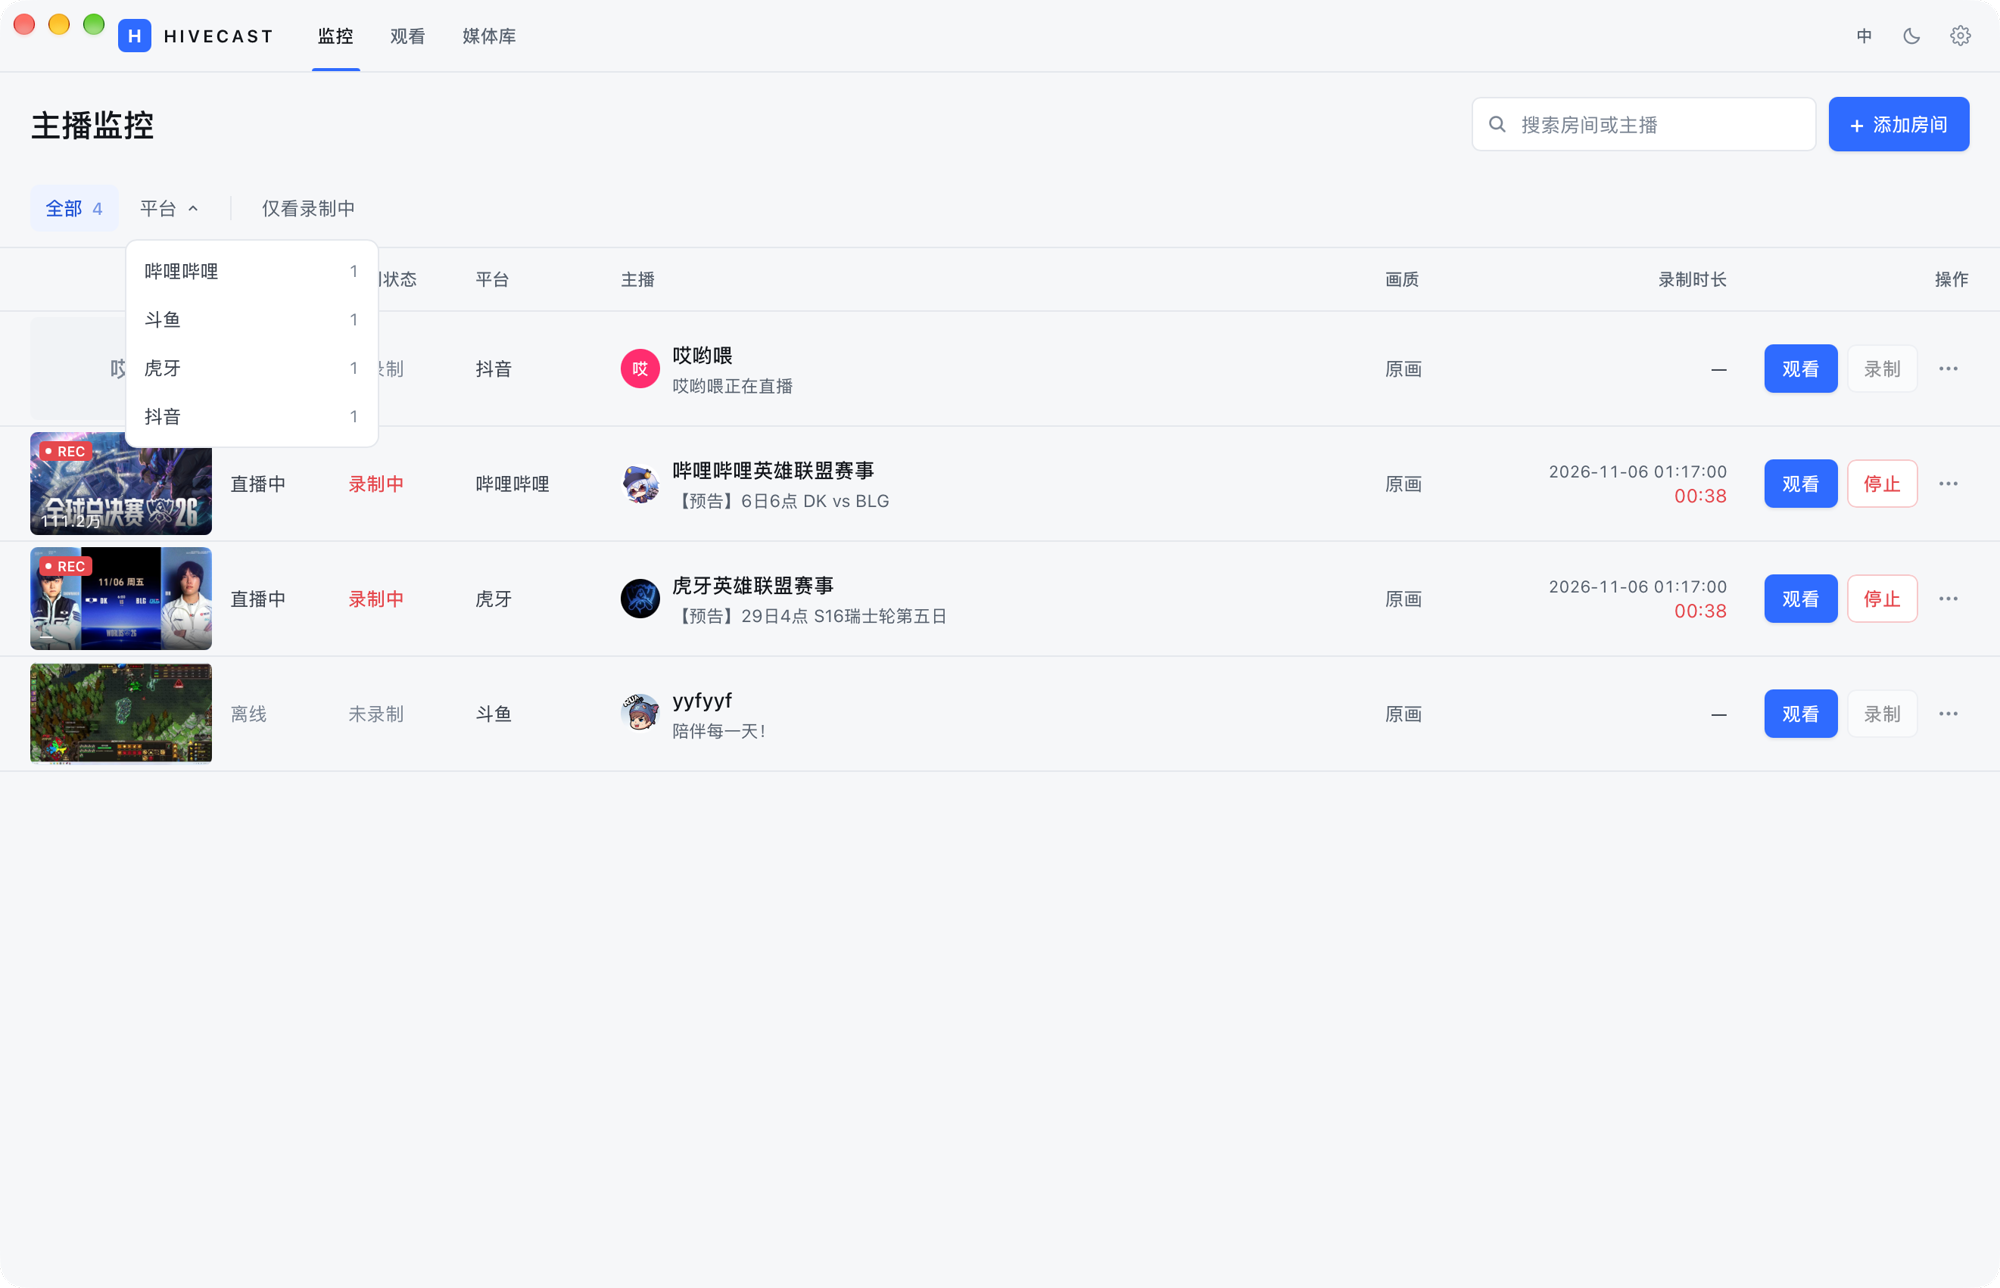 H HIVECAST 监控 观看 媒体库 中
主播监控
搜索房间或主播
+ 添加房间
全部 4 平台 仅看录制中
哔哩哔哩 1
斗鱼 1
虎牙 1
抖音 1
状态 平台 主播 画质 录制时长 操作
哎 录制 抖音 哎 哎哟喂 原画 — 观看 录制 ···
哎哟喂正在直播
REC
全球总决赛 26
111.2万
直播中 录制中 哔哩哔哩 哔哩哔哩英雄联盟赛事 原画 2026-11-06 01:17:00 观看 停止 ···
【预告】6日6点 DK vs BLG 00:38
REC
11/06 周五
DK BLG
直播中 录制中 虎牙 虎牙英雄联盟赛事 原画 2026-11-06 01:17:00 观看 停止 ···
【预告】29日4点 S16瑞士轮第五日 00:38
离线 未录制 斗鱼 yyfyyf 原画 — 观看 录制 ···
陪伴每一天！